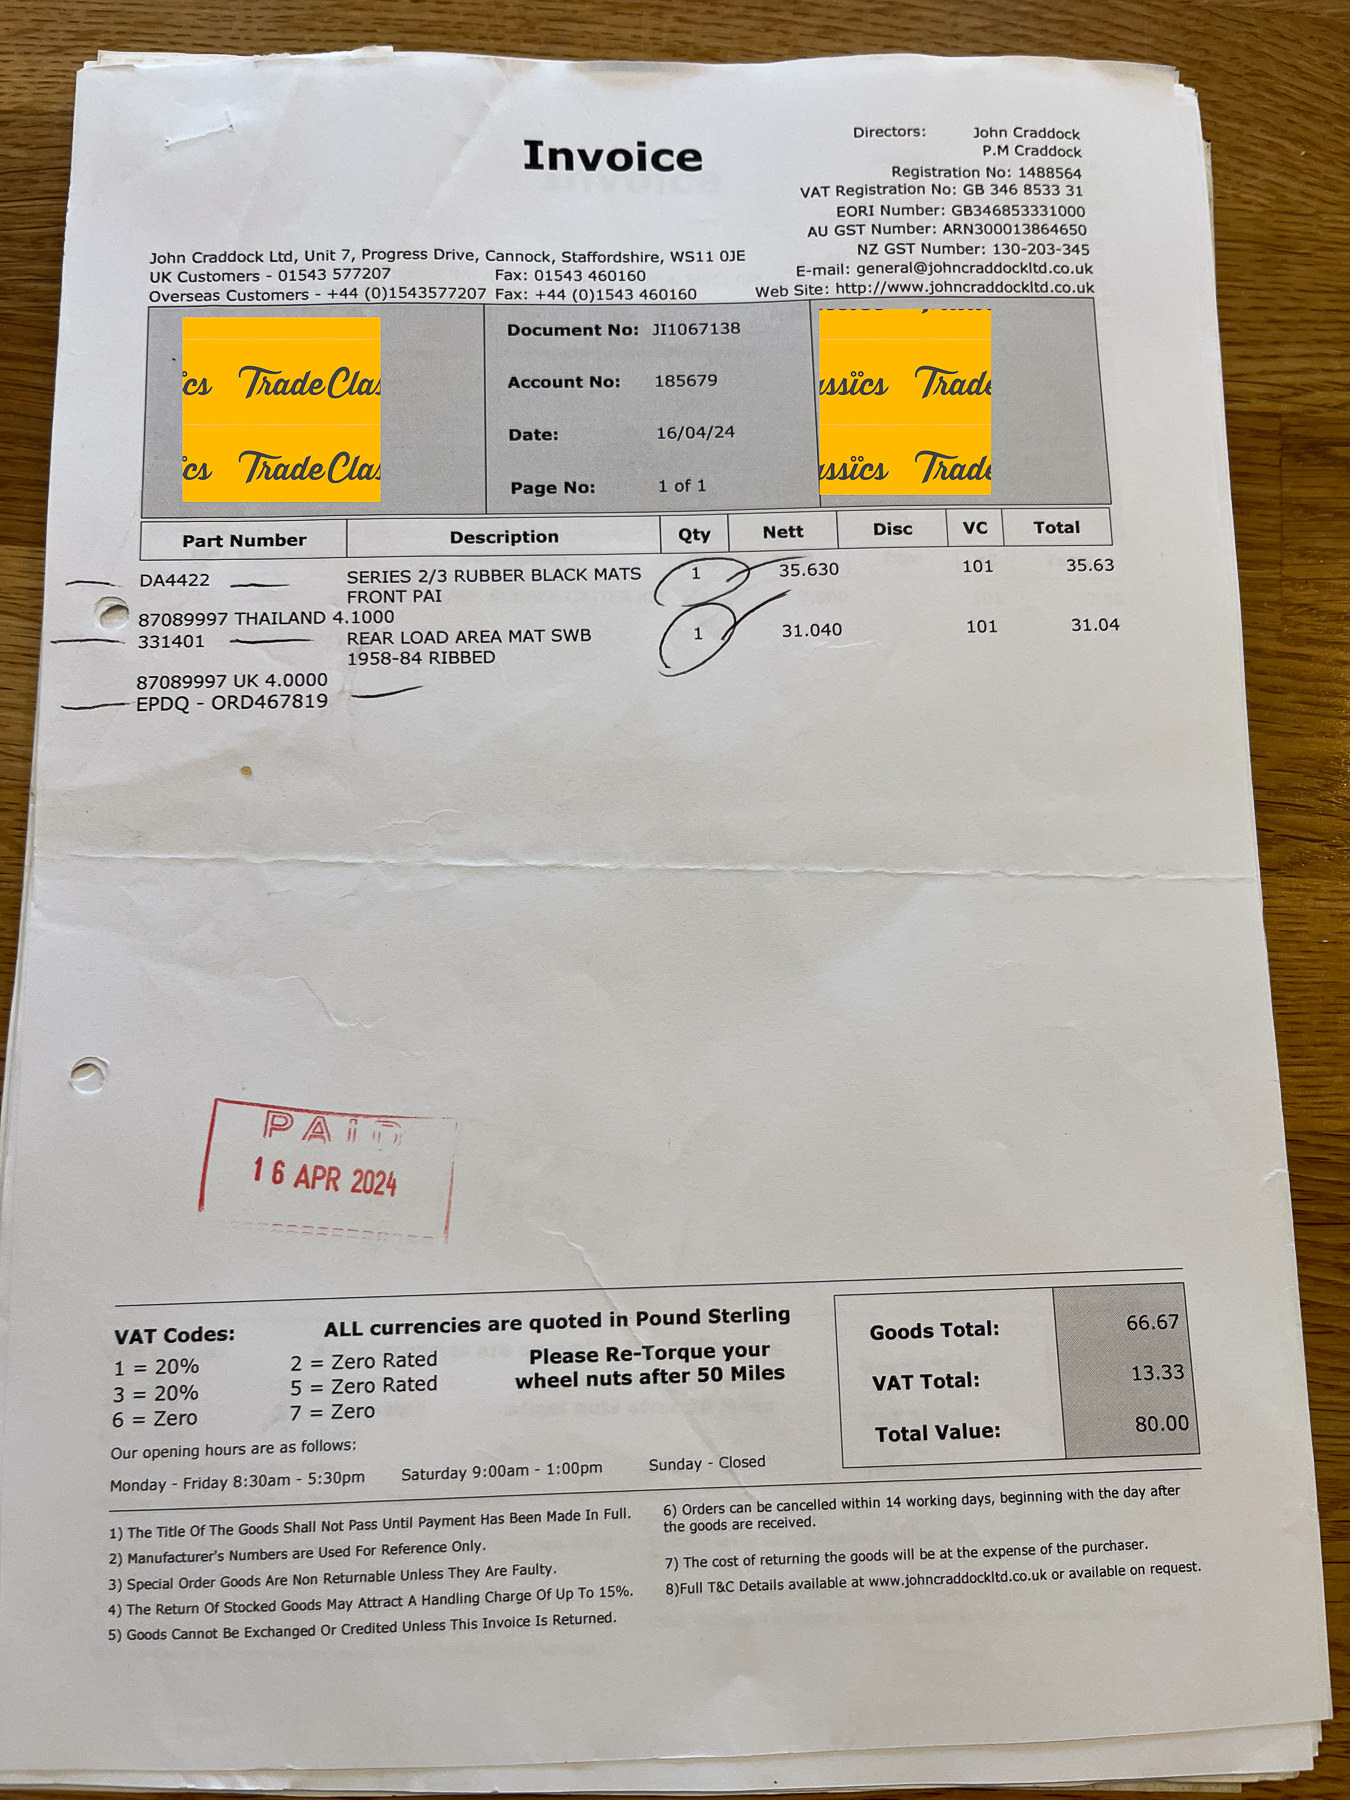 Invoice
Directors: John Craddock
P.M Craddock
Registration No: 1488564
VAT Registration No: GB 346 8533 31
EORI Number: GB346853331000
AU GST Number: ARN300013864650
NZ GST Number: 130-203-345
E-mail: general@johncraddockltd.co.uk
Web Site: http://www.johncraddockltd.co.uk
John Craddock Ltd, Unit 7, Progress Drive, Cannock, Staffordshire, WS11 0JE
UK Customers - 01543 577207 Fax: 01543 460160
Overseas Customers - +44 (0)1543577207 Fax: +44 (0)1543 460160
Trade Clas
Trade Clas
Document No: JI1067138
Account No: 185679
Date: 16/04/24
Page No: 1 of 1
ssics Trade
ssics Trade
Part Number Description Qty Nett Disc VC Total
DA4422 SERIES 2/3 RUBBER BLACK MATS 1 35.630 101 35.63
FRONT PAI
87089997 THAILAND 4.1000
331401 REAR LOAD AREA MAT SWB 1 31.040 101 31.04
1958-84 RIBBED
87089997 UK 4.0000
EPDQ - ORD467819
PAID
16 APR 2024
VAT Codes:
1 = 20% 2 = Zero Rated
3 = 20% 5 = Zero Rated
6 = Zero 7 = Zero
ALL currencies are quoted in Pound Sterling
Please Re-Torque your
wheel nuts after 50 Miles
Goods Total: 66.67
VAT Total: 13.33
Total Value: 80.00
Our opening hours are as follows:
Monday - Friday 8:30am - 5:30pm Saturday 9:00am - 1:00pm Sunday - Closed
1) The Title Of The Goods Shall Not Pass Until Payment Has Been Made In Full.
2) Manufacturer's Numbers are Used For Reference Only.
3) Special Order Goods Are Non Returnable Unless They Are Faulty.
4) The Return Of Stocked Goods May Attract A Handling Charge Of Up To 15%.
5) Goods Cannot Be Exchanged Or Credited Unless This Invoice Is Returned.
6) Orders can be cancelled within 14 working days, beginning with the day after
the goods are received.
7) The cost of returning the goods will be at the expense of the purchaser.
8)Full T&C Details available at www.johncraddockltd.co.uk or available on request.